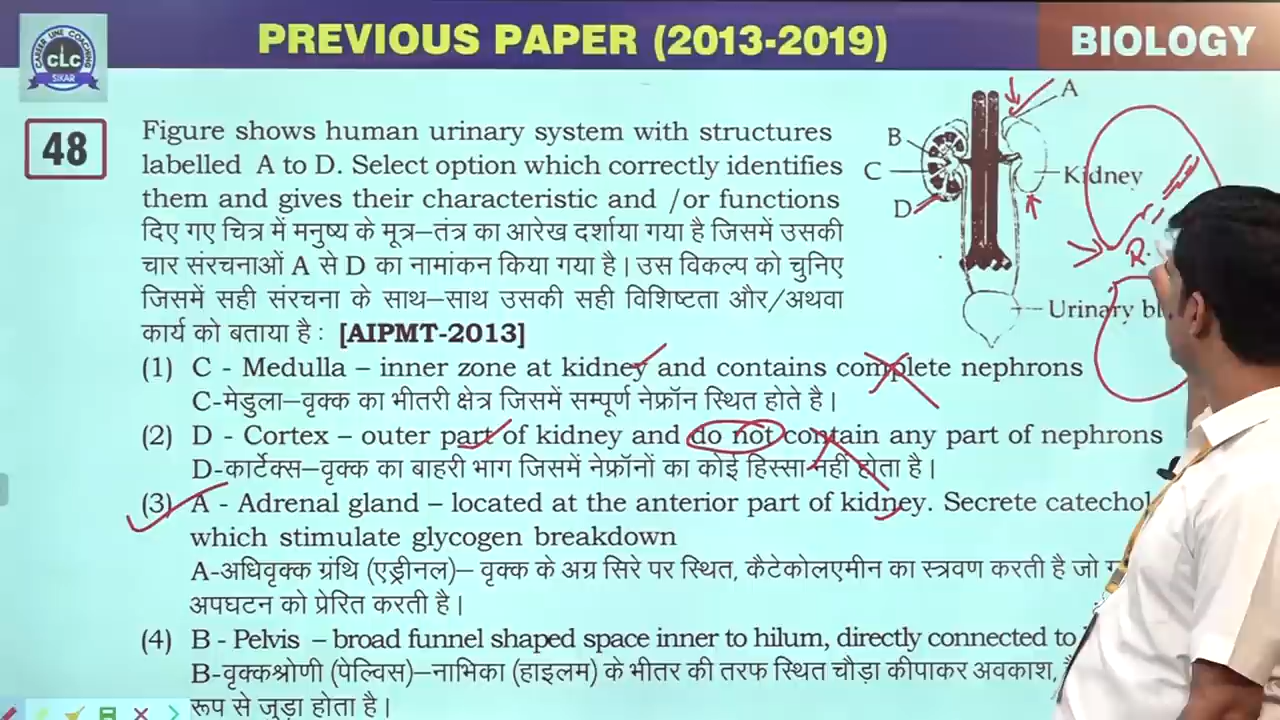 CAREER LINE COACHING
CLC
SIKAR
PREVIOUS PAPER (2013-2019)
BIOLOGY
48
Figure shows human urinary system with structures
labelled A to D. Select option which correctly identifies
them and gives their characteristic and /or functions
दिए गए चित्र में मनुष्य के मूत्र–तंत्र का आरेख दर्शाया गया है जिसमें उसकी
चार संरचनाओं A से D का नामांकन किया गया है। उस विकल्प को चुनिए
जिसमें सही संरचना के साथ–साथ उसकी सही विशिष्टता और/अथवा
कार्य को बताया है : [AIPMT-2013]
A
B
C
Kidney
D
R.
Urinary bl
(1) C - Medulla – inner zone at kidney and contains complete nephrons
C-मेडुला–वृक्क का भीतरी क्षेत्र जिसमें सम्पूर्ण नेफ्रॉन स्थित होते है।
(2) D - Cortex – outer part of kidney and do not contain any part of nephrons
D-कार्टेक्स–वृक्क का बाहरी भाग जिसमें नेफ्रॉनों का कोई हिस्सा नहीं होता है।
(3) A - Adrenal gland – located at the anterior part of kidney. Secrete catechol
which stimulate glycogen breakdown
A-अधिवृक्क ग्रंथि (एड्रीनल)– वृक्क के अग्र सिरे पर स्थित, कैटेकोलएमीन का स्त्रवण करती है जो
अपघटन को प्रेरित करती है।
(4) B - Pelvis – broad funnel shaped space inner to hilum, directly connected to
B-वृक्कश्रोणी (पेल्विस)–नाभिका (हाइलम) के भीतर की तरफ स्थित चौड़ा कीपाकर अवकाश,
रूप से जुड़ा होता है।